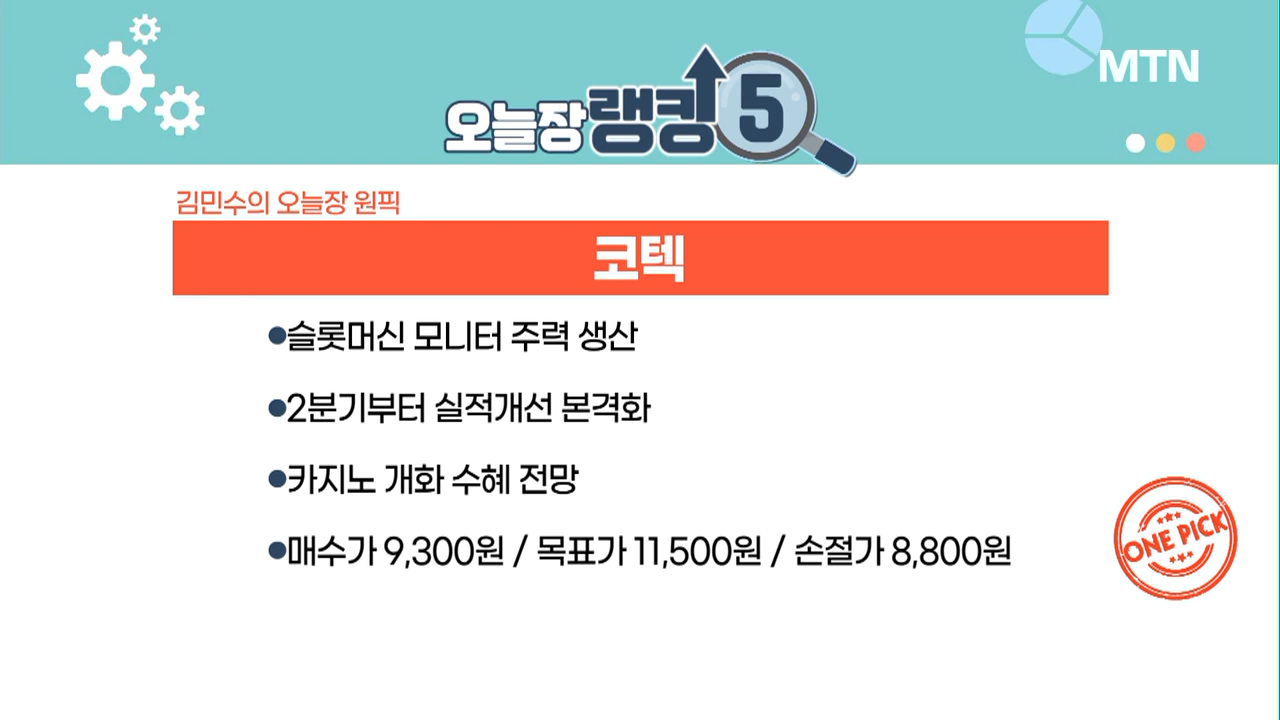 오늘장랭킹5
MTN
김민수의 오늘장 원픽
코텍
●슬롯머신 모니터 주력 생산
●2분기부터 실적개선 본격화
●카지노 개화 수혜 전망
●매수가 9,300원 / 목표가 11,500원 / 손절가 8,800원
ONE PICK